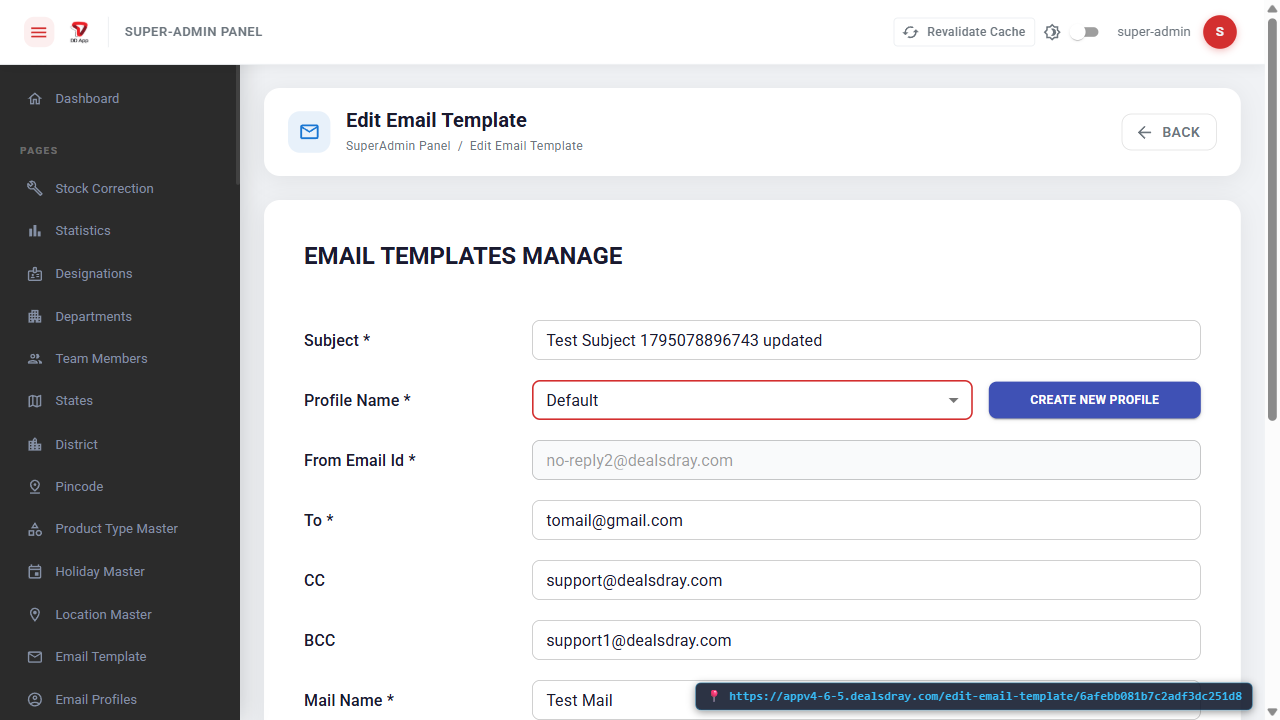 DD App
SUPER-ADMIN PANEL
Revalidate Cache
super-admin
S
Dashboard
PAGES
Stock Correction
Statistics
Designations
Departments
Team Members
States
District
Pincode
Product Type Master
Holiday Master
Location Master
Email Template
Email Profiles
Edit Email Template
SuperAdmin Panel / Edit Email Template
BACK
EMAIL TEMPLATES MANAGE
Subject * Test Subject 1795078896743 updated
Profile Name * Default CREATE NEW PROFILE
From Email Id * no-reply2@dealsdray.com
To * tomail@gmail.com
CC support@dealsdray.com
BCC support1@dealsdray.com
Mail Name * Test Mail
https://appv4-6-5.dealsdray.com/edit-email-template/6afebb081b7c2adf3dc251d8